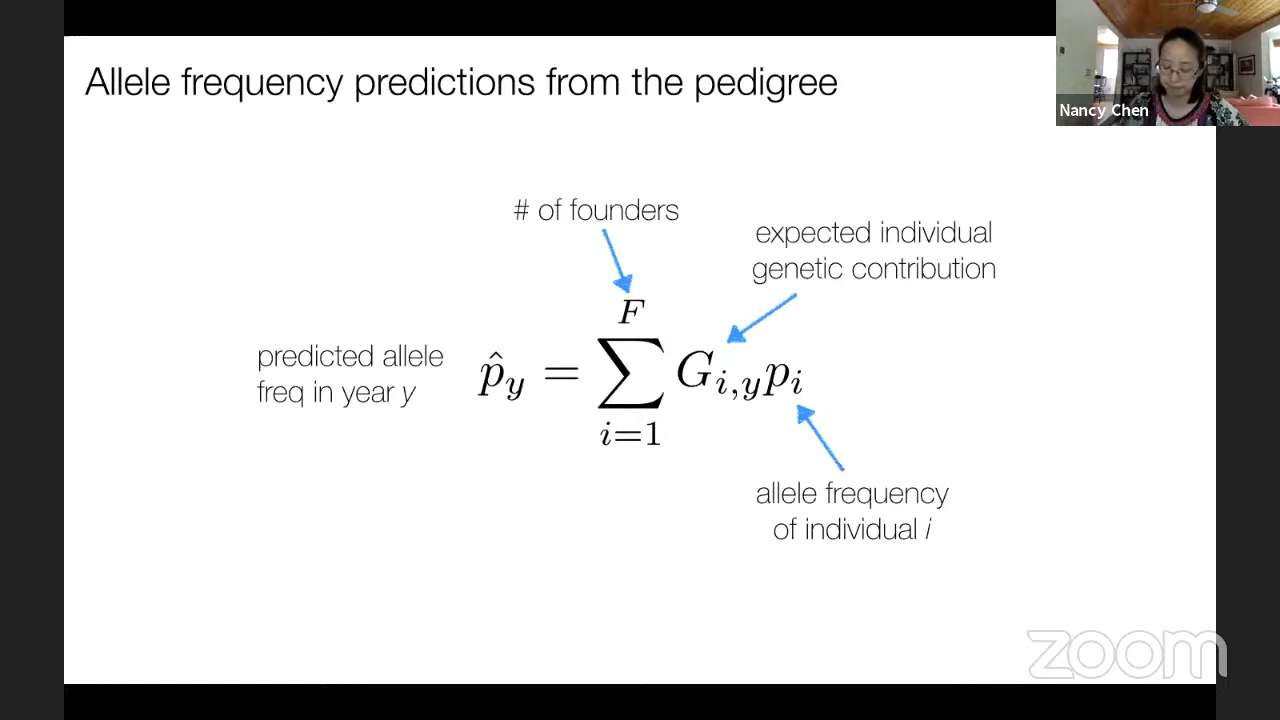 Allele frequency predictions from the pedigree
Nancy Chen
# of founders
expected individual
genetic contribution
predicted allele
freq in year y
p̂_y = ∑_{i=1}^{F} G_{i,y} p_i
allele frequency
of individual i
zoom